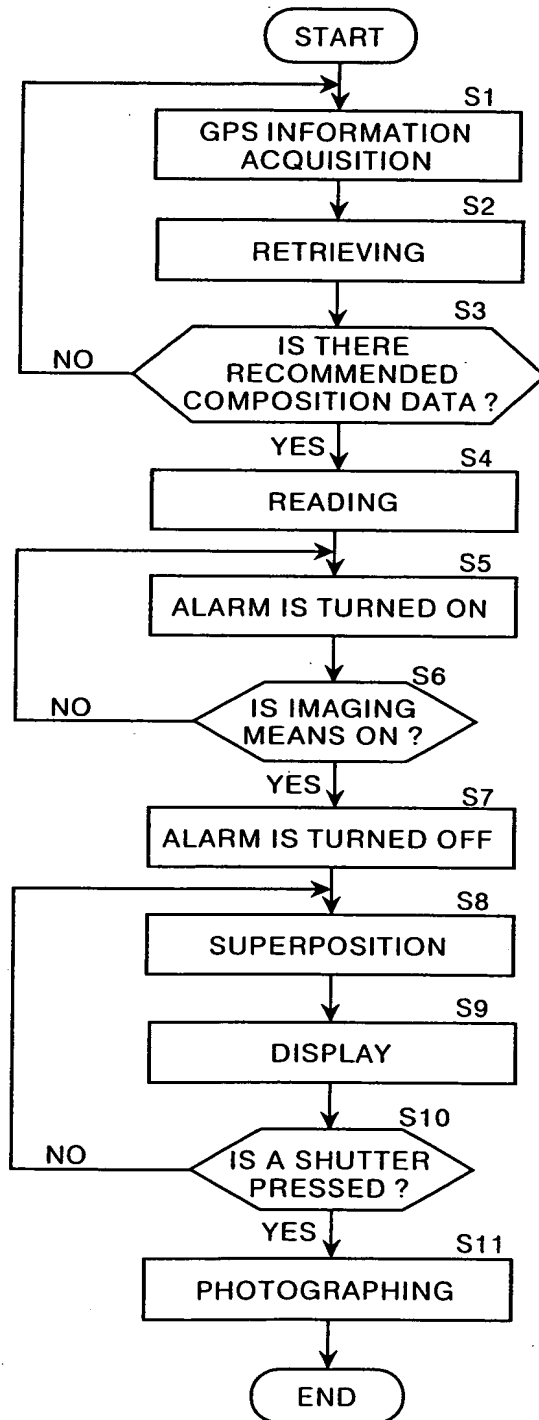 START
S1
GPS INFORMATION
ACQUISITION
S2
RETRIEVING
S3
IS THERE
RECOMMENDED
COMPOSITION DATA ?
NO
YES
S4
READING
S5
ALARM IS TURNED ON
S6
IS IMAGING
MEANS ON ?
NO
YES
S7
ALARM IS TURNED OFF
S8
SUPERPOSITION
S9
DISPLAY
S10
IS A SHUTTER
PRESSED ?
NO
YES
S11
PHOTOGRAPHING
END